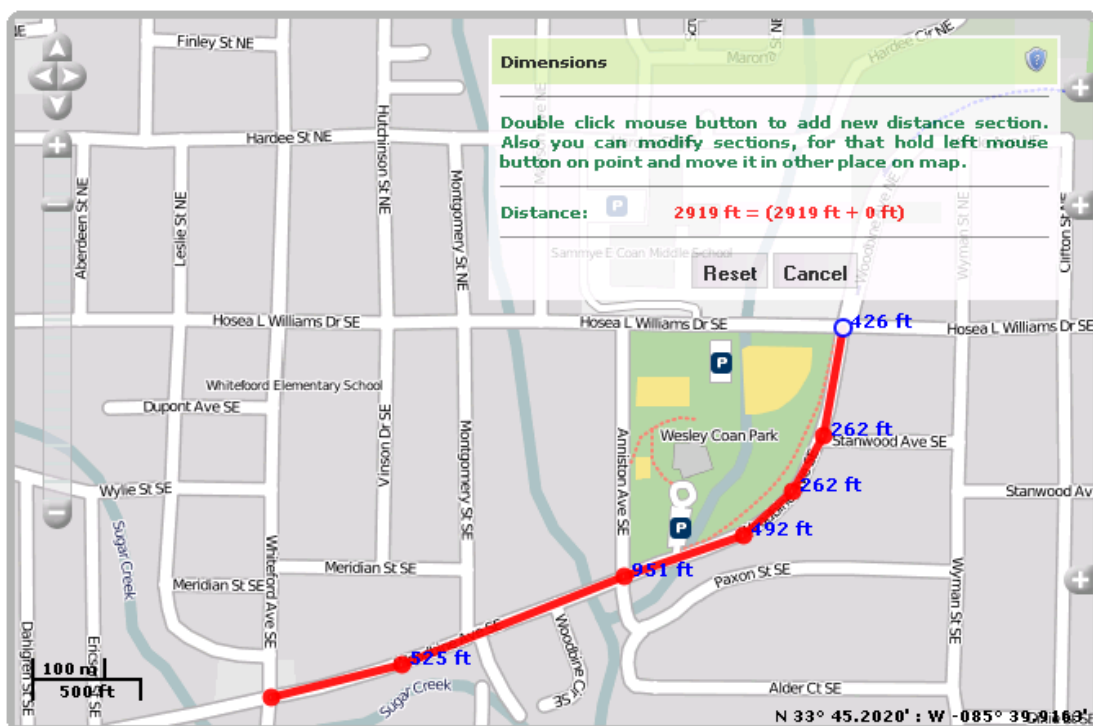 NE
Finley St NE
Hardee Cir NE
Maron
St NE
Dimensions
Double click mouse button to add new distance section.
Also you can modify sections, for that hold left mouse
button on point and move it in other place on map.
Distance: 2919 ft = (2919 ft + 0 ft)
Reset Cancel
P
Sammye E Coan Middle School
Hardee St NE
Hutchinson St NE
Montgomery St NE
Aberdeen St NE
Leslie St NE
Woodbine Ave NE
Wyman St NE
Clifton St
Hosea L Williams Dr SE
Hosea L Williams Dr SE
426 ft
Hosea L Williams Dr SE
P
Whitefoord Elementary School
Dupont Ave SE
Vinson Dr SE
Montgomery St SE
Anniston Ave SE
Wesley Coan Park
262 ft
Stanwood Ave SE
262 ft
Stanwood Av
Wylie St SE
Sugar Creek
Whiteford Ave SE
P
492 ft
951 ft
Meridian St SE
Meridian St SE
Paxon St SE
Wyman St SE
Dahlgren St SE
Woodbine Cir SE
525 ft
Sugar Creek
100 m
500 ft
Alder Ct SE
N 33° 45.2020' : W -085° 39.9163'